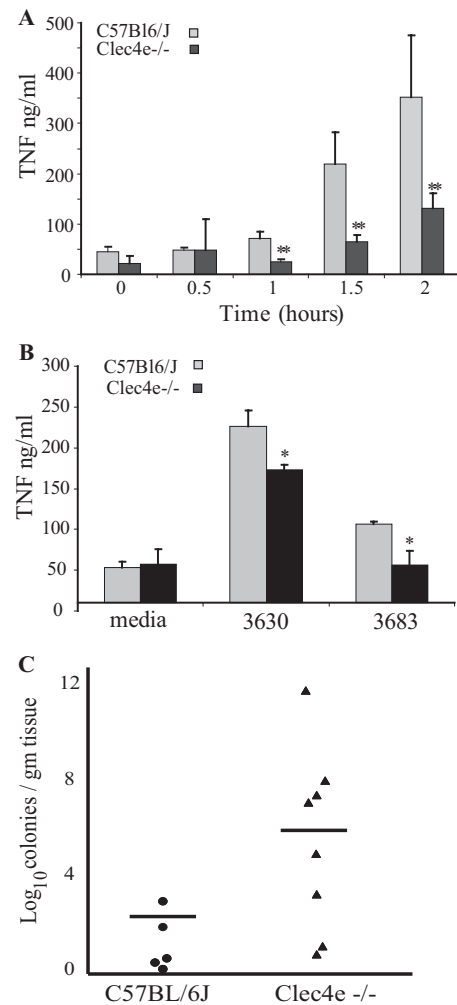 A
500
C57Bl6/J
Clec4e-/-
400
300
200
100
0
TNF ng/ml
**
**
**
0 0.5 1 1.5 2
Time (hours)
B
300
C57Bl6/J
Clec4e-/-
250
200
150
100
50
0
TNF ng/ml
*
*
media 3630 3683
C
12
8
4
0
Log10 colonies / gm tissue
C57BL/6J Clec4e -/-